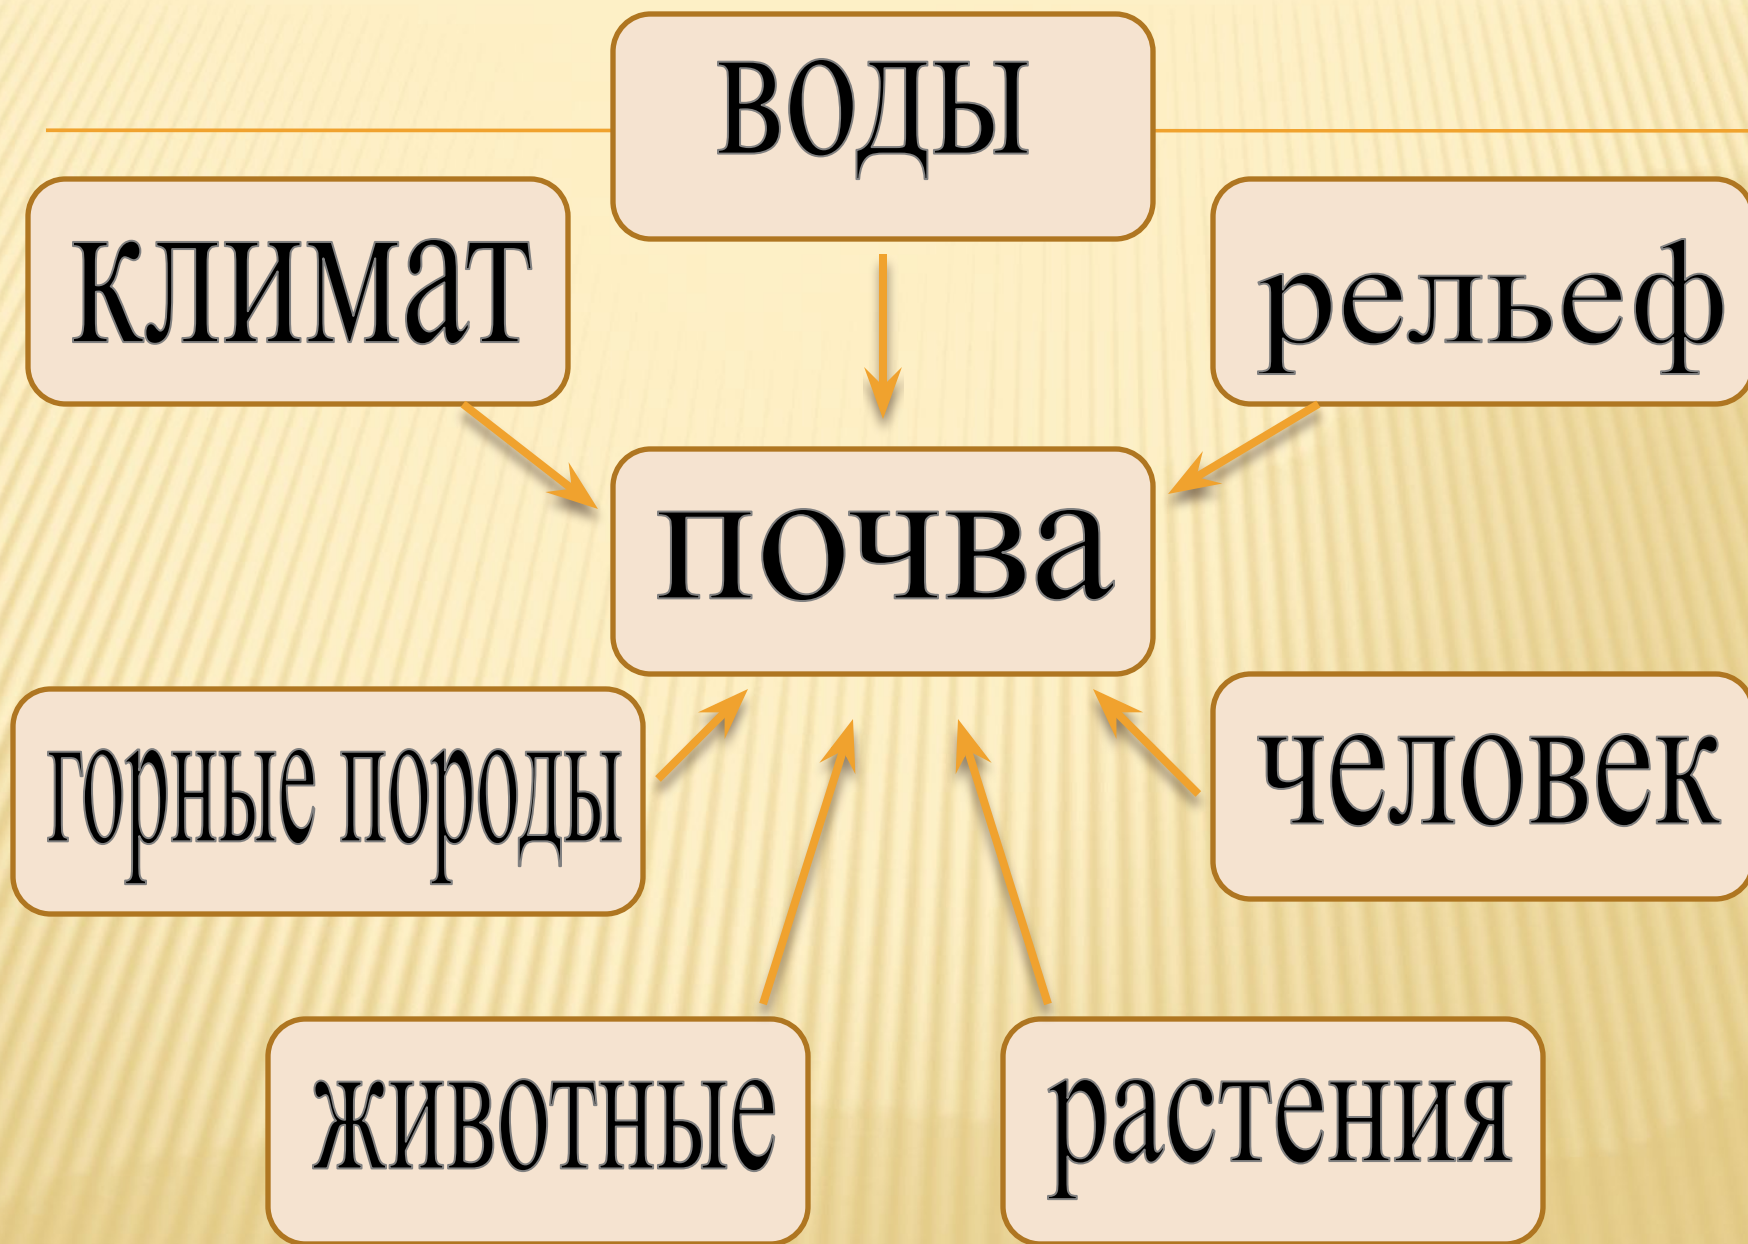 воды
климат
рельеф
почва
горные породы
человек
животные
растения